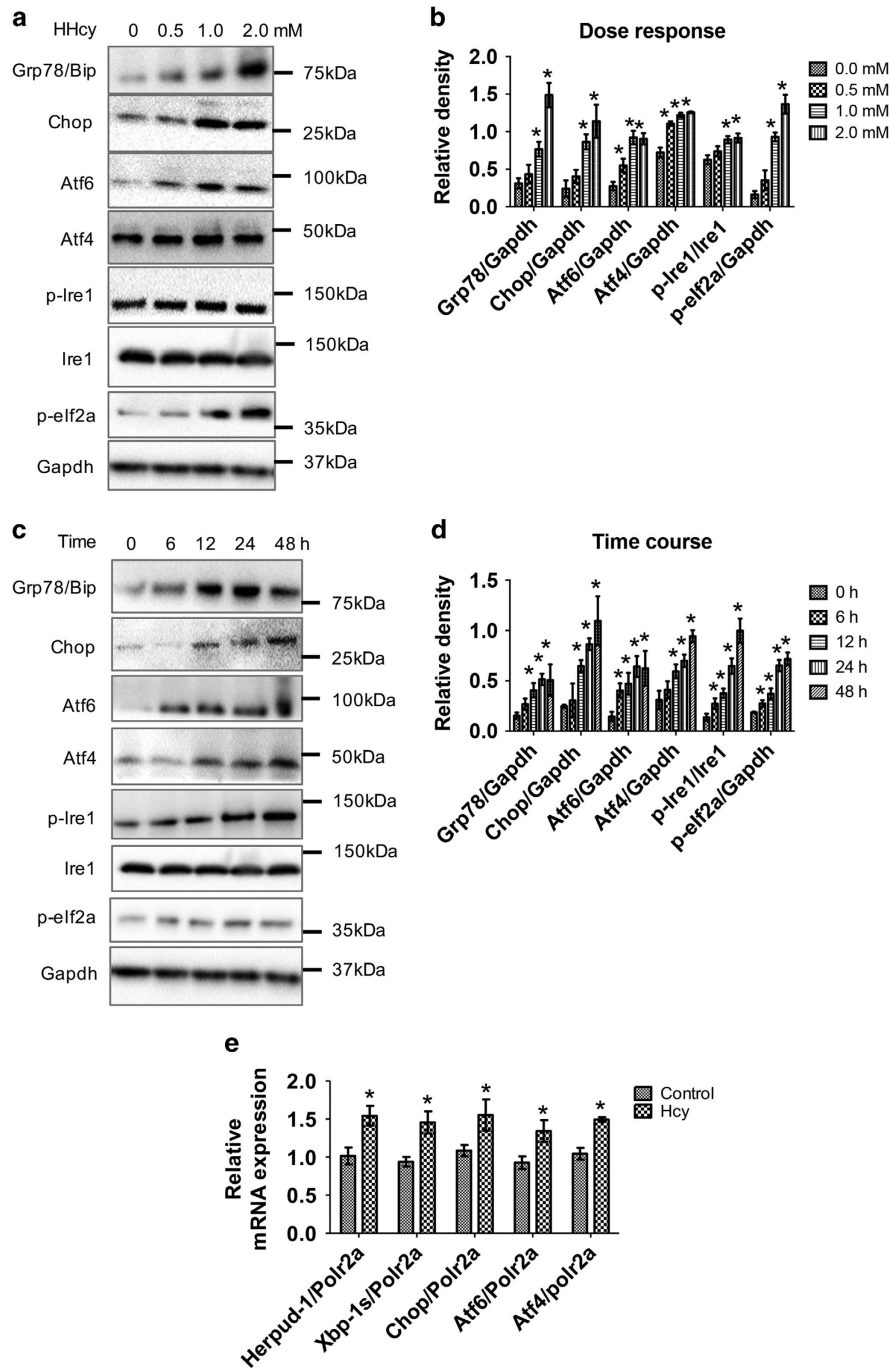 a
HHcy 0 0.5 1.0 2.0 mM
Grp78/Bip 75kDa
Chop 25kDa
Atf6 100kDa
Atf4 50kDa
p-Ire1 150kDa
Ire1 150kDa
p-eIf2a 35kDa
Gapdh 37kDa
b
Dose response
Relative density
2.0
1.5
1.0
0.5
0.0
* * * * * * * * * * * * * *
Grp78/Gapdh
Chop/Gapdh
Atf6/Gapdh
Atf4/Gapdh
p-Ire1/Ire1
p-eIf2a/Gapdh
0.0 mM
0.5 mM
1.0 mM
2.0 mM
c
Time 0 6 12 24 48 h
Grp78/Bip 75kDa
Chop 25kDa
Atf6 100kDa
Atf4 50kDa
p-Ire1 150kDa
Ire1 150kDa
p-eIf2a 35kDa
Gapdh 37kDa
d
Time course
Relative density
1.5
1.0
0.5
0.0
* * * * * * * * * * * * * * * * * * * * *
Grp78/Gapdh
Chop/Gapdh
Atf6/Gapdh
Atf4/Gapdh
p-Ire1/Ire1
p-eIf2a/Gapdh
0 h
6 h
12 h
24 h
48 h
e
Relative
mRNA expression
2.0
1.5
1.0
0.5
0.0
* * * * *
Herpud-1/Polr2a
Xbp-1s/Polr2a
Chop/Polr2a
Atf6/Polr2a
Atf4/polr2a
Control
Hcy